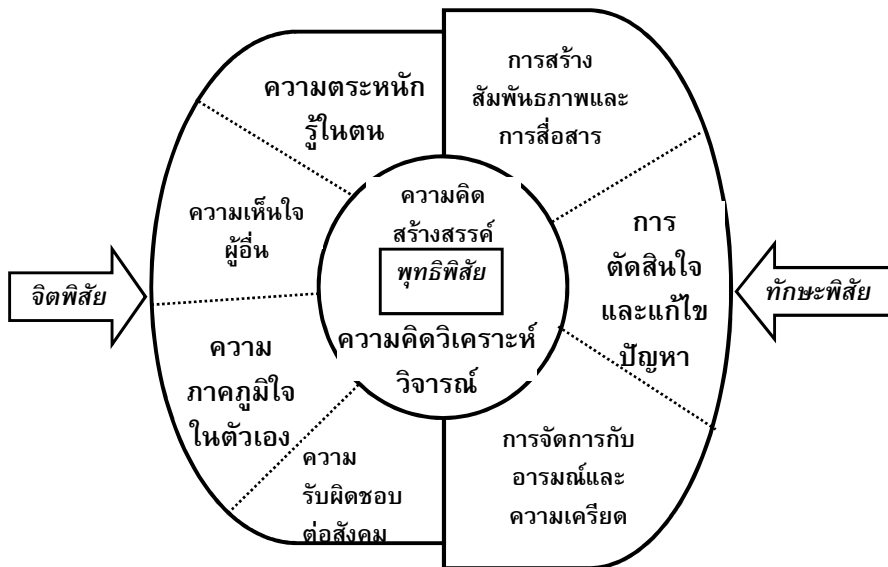 ความตระหนัก
รู้ในตน
การสร้าง
สัมพันธภาพและ
การสื่อสาร
ความเห็นใจ
ผู้อื่น
ความคิด
สร้างสรรค์
พุทธิพิสัย
ความคิดวิเคราะห์
วิจารณ์
การ
ตัดสินใจ
และแก้ไข
ปัญหา
จิตพิสัย
ทักษะพิสัย
ความ
ภาคภูมิใจ
ในตัวเอง
ความ
รับผิดชอบ
ต่อสังคม
การจัดการกับ
อารมณ์และ
ความเครียด